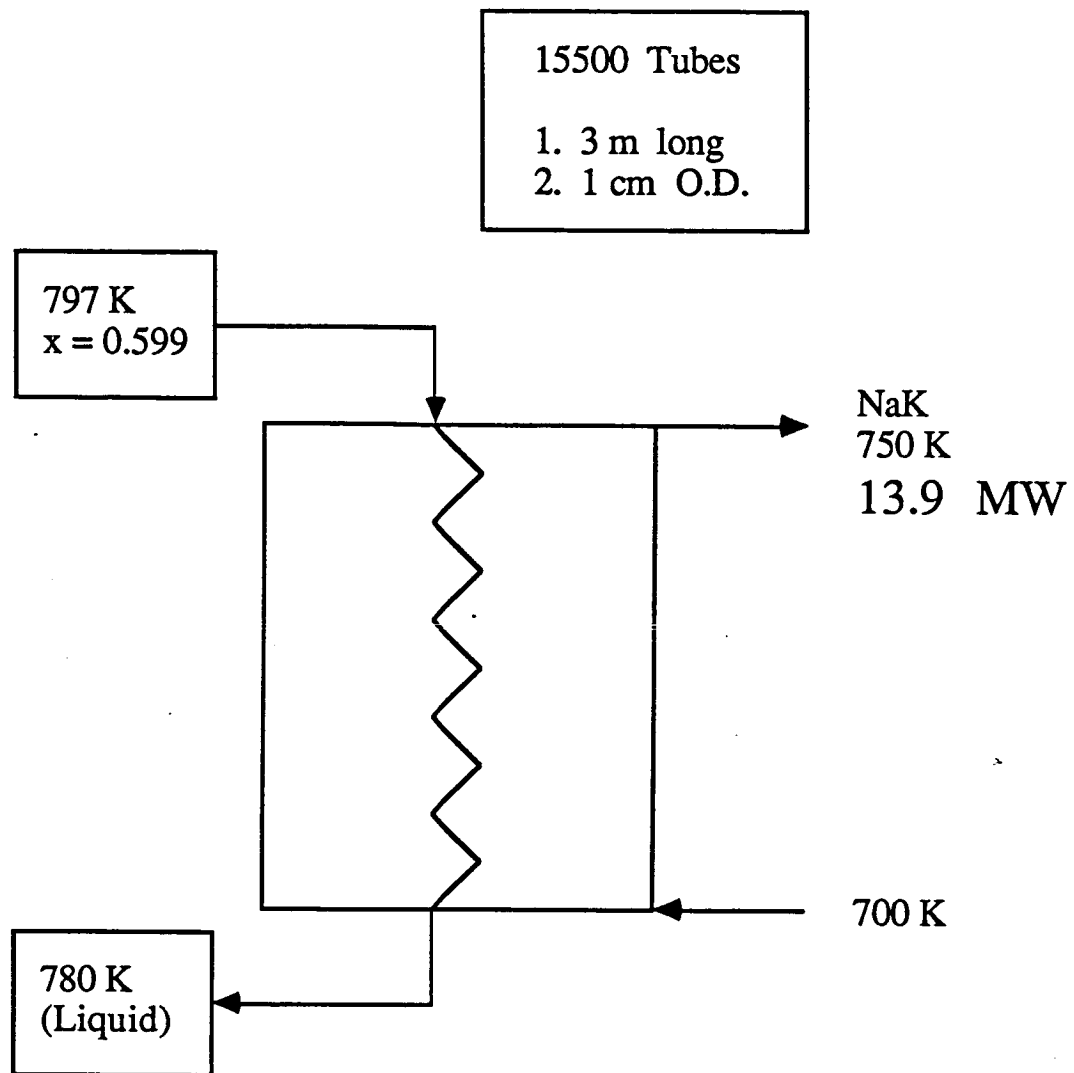 15500 Tubes
1. 3 m long
2. 1 cm O.D.
797 K
x = 0.599
NaK
750 K
13.9 MW
700 K
780 K
(Liquid)